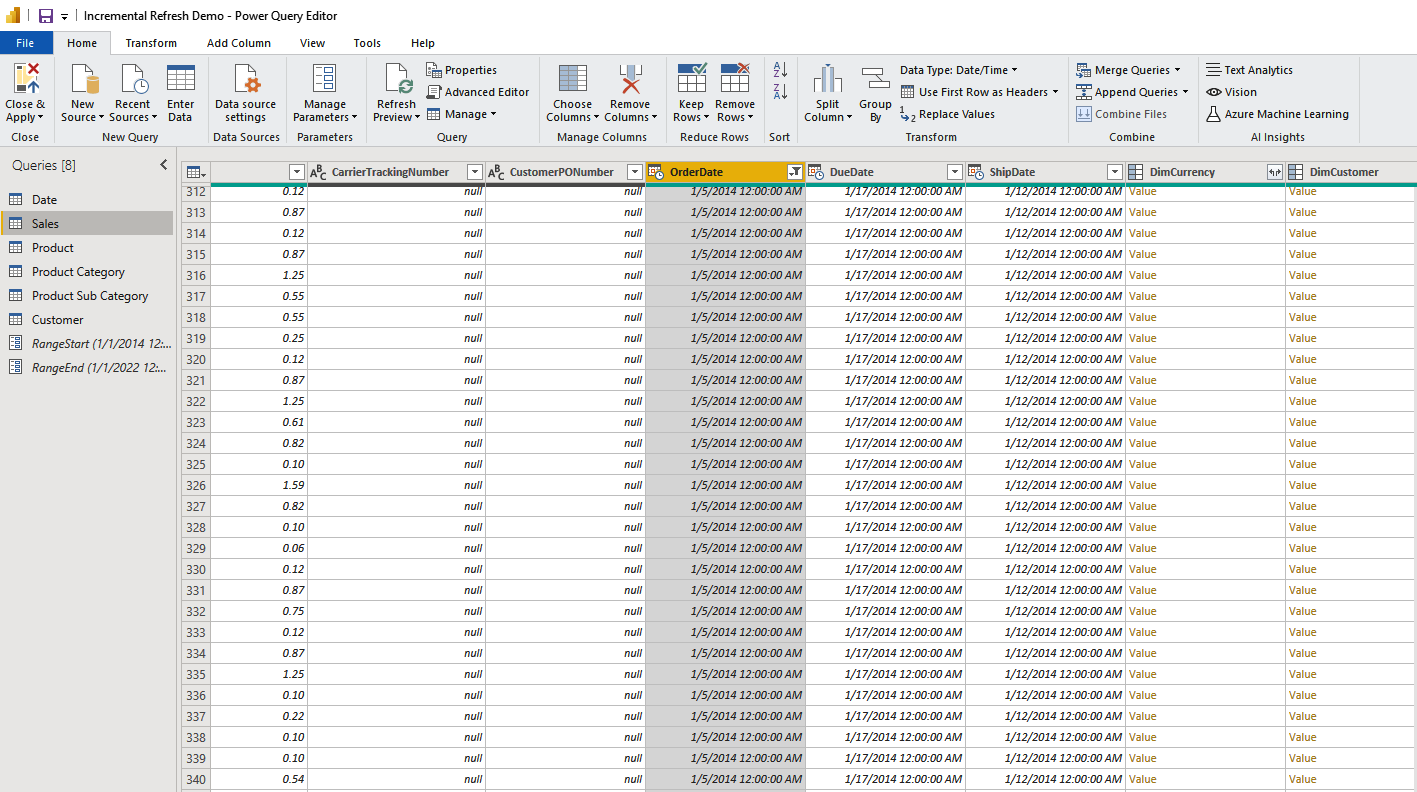 Incremental Refresh Demo - Power Query Editor
File Home Transform Add Column View Tools Help
Close & Apply
New Source
Recent Sources
Enter Data
Data source settings
Manage Parameters
Refresh Preview
Properties
Advanced Editor
Manage
Choose Columns
Remove Columns
Keep Rows
Remove Rows
Split Column
Group By
Data Type: Date/Time
Use First Row as Headers
Replace Values
Merge Queries
Append Queries
Combine Files
Text Analytics
Vision
Azure Machine Learning
Close New Query Data Sources Parameters Query Manage Columns Reduce Rows Sort Transform Combine AI Insights
Queries [8]
Date
Sales
Product
Product Category
Product Sub Category
Customer
RangeStart (1/1/2014 12:...
RangeEnd (1/1/2022 12:...
CarrierTrackingNumber CustomerPONumber OrderDate DueDate ShipDate DimCurrency DimCustomer
312 0.12 null null 1/5/2014 12:00:00 AM 1/17/2014 12:00:00 AM 1/12/2014 12:00:00 AM Value Value
313 0.87 null null 1/5/2014 12:00:00 AM 1/17/2014 12:00:00 AM 1/12/2014 12:00:00 AM Value Value
314 0.12 null null 1/5/2014 12:00:00 AM 1/17/2014 12:00:00 AM 1/12/2014 12:00:00 AM Value Value
315 0.87 null null 1/5/2014 12:00:00 AM 1/17/2014 12:00:00 AM 1/12/2014 12:00:00 AM Value Value
316 1.25 null null 1/5/2014 12:00:00 AM 1/17/2014 12:00:00 AM 1/12/2014 12:00:00 AM Value Value
317 0.55 null null 1/5/2014 12:00:00 AM 1/17/2014 12:00:00 AM 1/12/2014 12:00:00 AM Value Value
318 0.55 null null 1/5/2014 12:00:00 AM 1/17/2014 12:00:00 AM 1/12/2014 12:00:00 AM Value Value
319 0.25 null null 1/5/2014 12:00:00 AM 1/17/2014 12:00:00 AM 1/12/2014 12:00:00 AM Value Value
320 0.12 null null 1/5/2014 12:00:00 AM 1/17/2014 12:00:00 AM 1/12/2014 12:00:00 AM Value Value
321 0.87 null null 1/5/2014 12:00:00 AM 1/17/2014 12:00:00 AM 1/12/2014 12:00:00 AM Value Value
322 1.25 null null 1/5/2014 12:00:00 AM 1/17/2014 12:00:00 AM 1/12/2014 12:00:00 AM Value Value
323 0.61 null null 1/5/2014 12:00:00 AM 1/17/2014 12:00:00 AM 1/12/2014 12:00:00 AM Value Value
324 0.82 null null 1/5/2014 12:00:00 AM 1/17/2014 12:00:00 AM 1/12/2014 12:00:00 AM Value Value
325 0.10 null null 1/5/2014 12:00:00 AM 1/17/2014 12:00:00 AM 1/12/2014 12:00:00 AM Value Value
326 1.59 null null 1/5/2014 12:00:00 AM 1/17/2014 12:00:00 AM 1/12/2014 12:00:00 AM Value Value
327 0.82 null null 1/5/2014 12:00:00 AM 1/17/2014 12:00:00 AM 1/12/2014 12:00:00 AM Value Value
328 0.10 null null 1/5/2014 12:00:00 AM 1/17/2014 12:00:00 AM 1/12/2014 12:00:00 AM Value Value
329 0.06 null null 1/5/2014 12:00:00 AM 1/17/2014 12:00:00 AM 1/12/2014 12:00:00 AM Value Value
330 0.12 null null 1/5/2014 12:00:00 AM 1/17/2014 12:00:00 AM 1/12/2014 12:00:00 AM Value Value
331 0.87 null null 1/5/2014 12:00:00 AM 1/17/2014 12:00:00 AM 1/12/2014 12:00:00 AM Value Value
332 0.75 null null 1/5/2014 12:00:00 AM 1/17/2014 12:00:00 AM 1/12/2014 12:00:00 AM Value Value
333 0.12 null null 1/5/2014 12:00:00 AM 1/17/2014 12:00:00 AM 1/12/2014 12:00:00 AM Value Value
334 0.87 null null 1/5/2014 12:00:00 AM 1/17/2014 12:00:00 AM 1/12/2014 12:00:00 AM Value Value
335 1.25 null null 1/5/2014 12:00:00 AM 1/17/2014 12:00:00 AM 1/12/2014 12:00:00 AM Value Value
336 0.10 null null 1/5/2014 12:00:00 AM 1/17/2014 12:00:00 AM 1/12/2014 12:00:00 AM Value Value
337 0.22 null null 1/5/2014 12:00:00 AM 1/17/2014 12:00:00 AM 1/12/2014 12:00:00 AM Value Value
338 0.10 null null 1/5/2014 12:00:00 AM 1/17/2014 12:00:00 AM 1/12/2014 12:00:00 AM Value Value
339 0.10 null null 1/5/2014 12:00:00 AM 1/17/2014 12:00:00 AM 1/12/2014 12:00:00 AM Value Value
340 0.54 null null 1/5/2014 12:00:00 AM 1/17/2014 12:00:00 AM 1/12/2014 12:00:00 AM Value Value